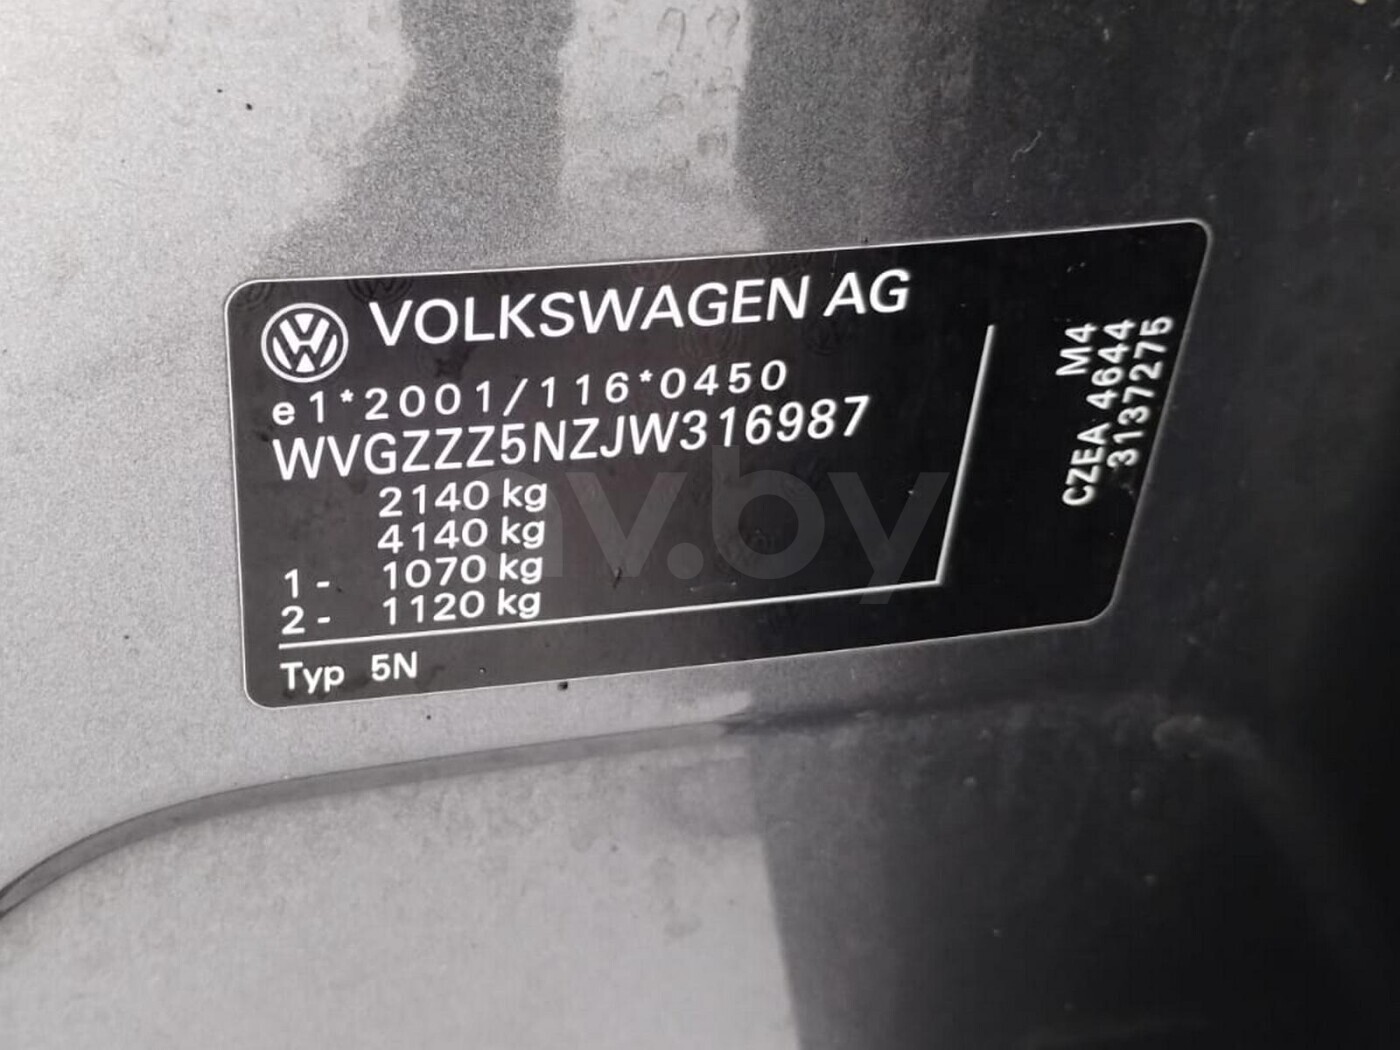 VOLKSWAGEN AG
e1*2001/116*0450
WVGZZZ5NZJW316987
2140 kg
4140 kg
1- 1070 kg
2- 1120 kg
Typ 5N
M4
CZEA 4644
3137275
av.by